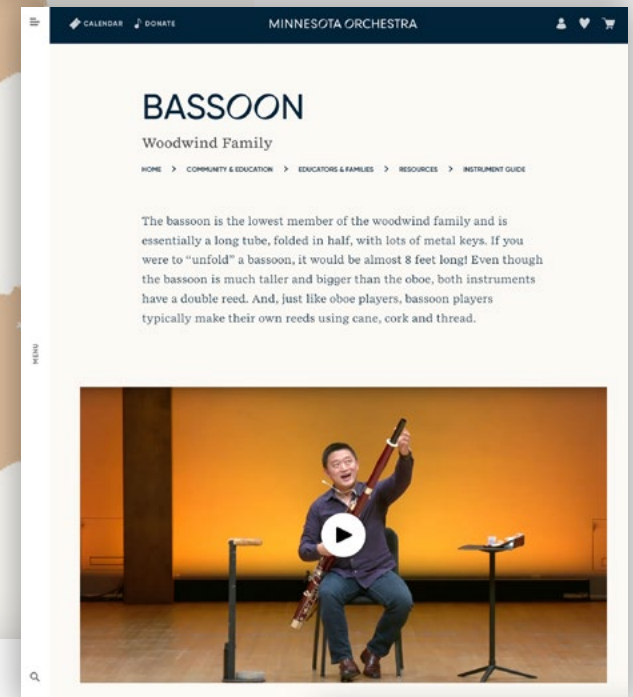 CALENDAR DONATE MINNESOTA ORCHESTRA
BASSOON
Woodwind Family
HOME > COMMUNITY & EDUCATION > EDUCATORS & FAMILIES > RESOURCES > INSTRUMENT GUIDE
The bassoon is the lowest member of the woodwind family and is
essentially a long tube, folded in half, with lots of metal keys. If you
were to “unfold” a bassoon, it would be almost 8 feet long! Even though
the bassoon is much taller and bigger than the oboe, both instruments
have a double reed. And, just like oboe players, bassoon players
typically make their own reeds using cane, cork and thread.
MENU